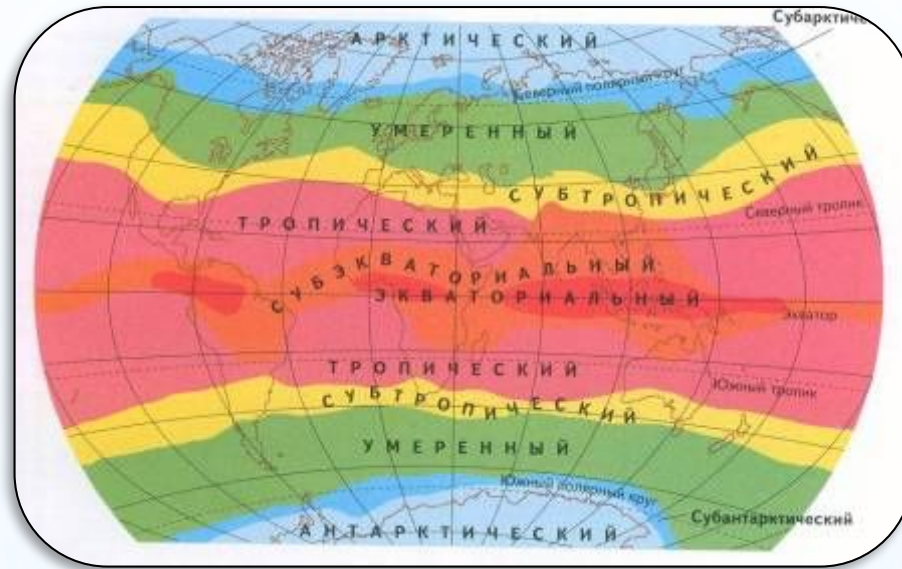 АРКТИЧЕСКИЙ
Северный полярный круг
УМЕРЕННЫЙ
СУБТРОПИЧЕСКИЙ
Северный тропик
ТРОПИЧЕСКИЙ
СУБЭКВАТОРИАЛЬНЫЙ
ЭКВАТОРИАЛЬНЫЙ
Экватор
ТРОПИЧЕСКИЙ
Южный тропик
СУБТРОПИЧЕСКИЙ
УМЕРЕННЫЙ
Южный полярный круг
Субантарктический
АНТАРКТИЧЕСКИЙ